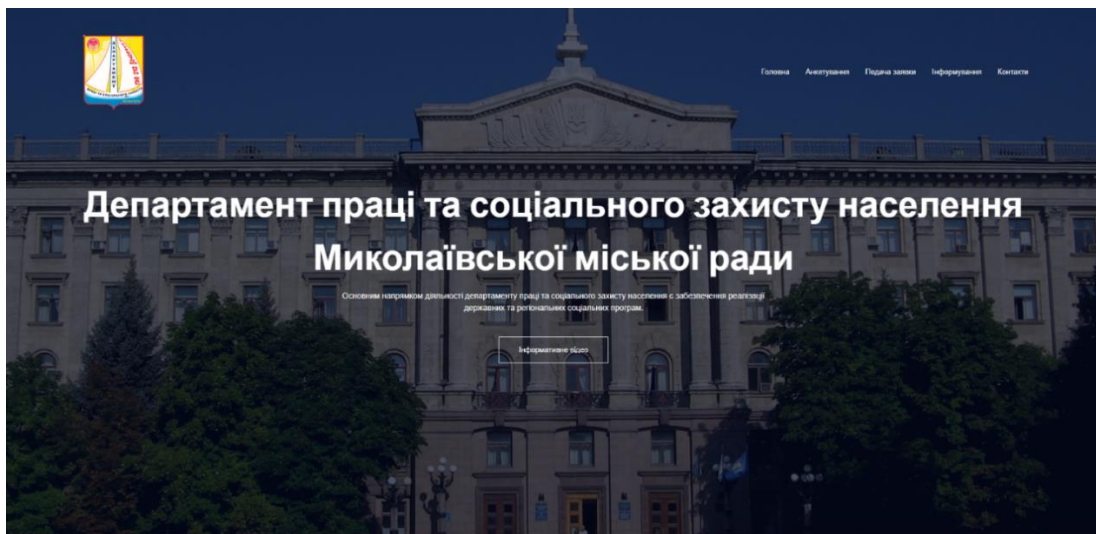 Головна Анкетування Подача заявки Інформування Контакти
Департамент праці та соціального захисту населення
Миколаївської міської ради
Основним напрямком діяльності департаменту праці та соціального захисту населення є забезпечення реалізації
державних та регіональних соціальних програм.
Інформативне відео